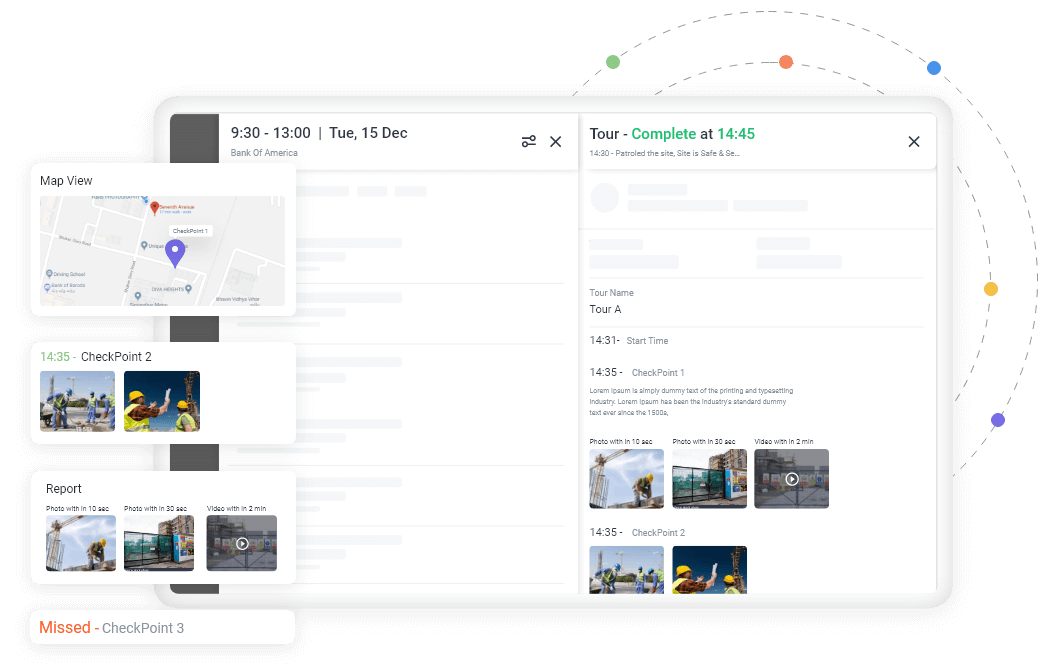 9:30 - 13:00 | Tue, 15 Dec
Bank Of America
Tour - Complete at 14:45
14:30 - Patroled the site, Site is Safe & Se...
Map View
Seventh Avenue
CheckPoint 1
Unique
Driving School
Bank of Baroda
DIVA HEIGHTS
Bheem Vidhya Vihar
14:35 - CheckPoint 2
Report
Photo with in 10 sec
Photo with in 30 sec
Video with in 2 min
Missed - CheckPoint 3
Tour Name
Tour A
14:31- Start Time
14:35 - CheckPoint 1
Lorem Ipsum is simply dummy text of the printing and typesetting
industry. Lorem Ipsum has been the industry's standard dummy
text ever since the 1500s,
Photo with in 10 sec
Photo with in 30 sec
Video with in 2 min
14:35 - CheckPoint 2